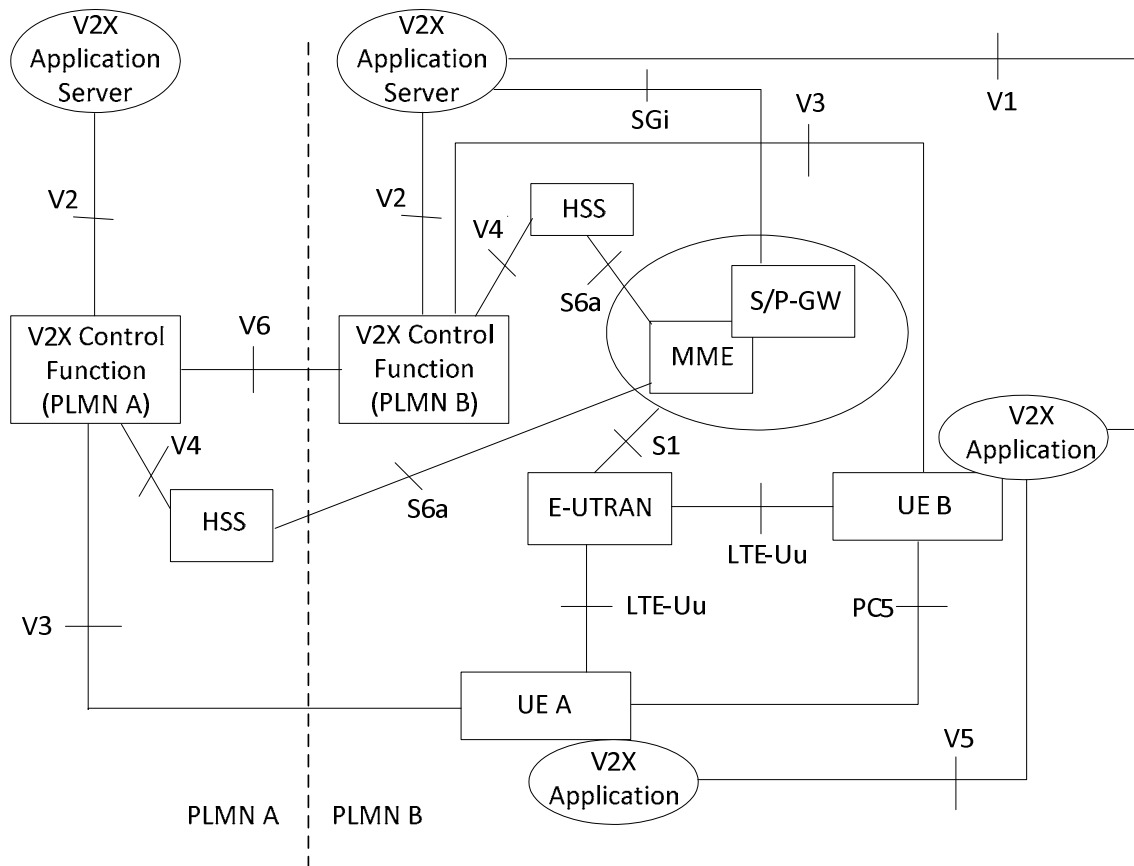 V2X
Application
Server
V2X
Application
Server
V1
SGi
V3
V2
V2
V4
HSS
S6a
S/P-GW
MME
V6
V2X Control
Function
(PLMN A)
V2X Control
Function
(PLMN B)
V4
S1
V2X
Application
HSS
S6a
E-UTRAN
UE B
LTE-Uu
LTE-Uu
PC5
V3
UE A
V5
V2X
Application
PLMN A
PLMN B